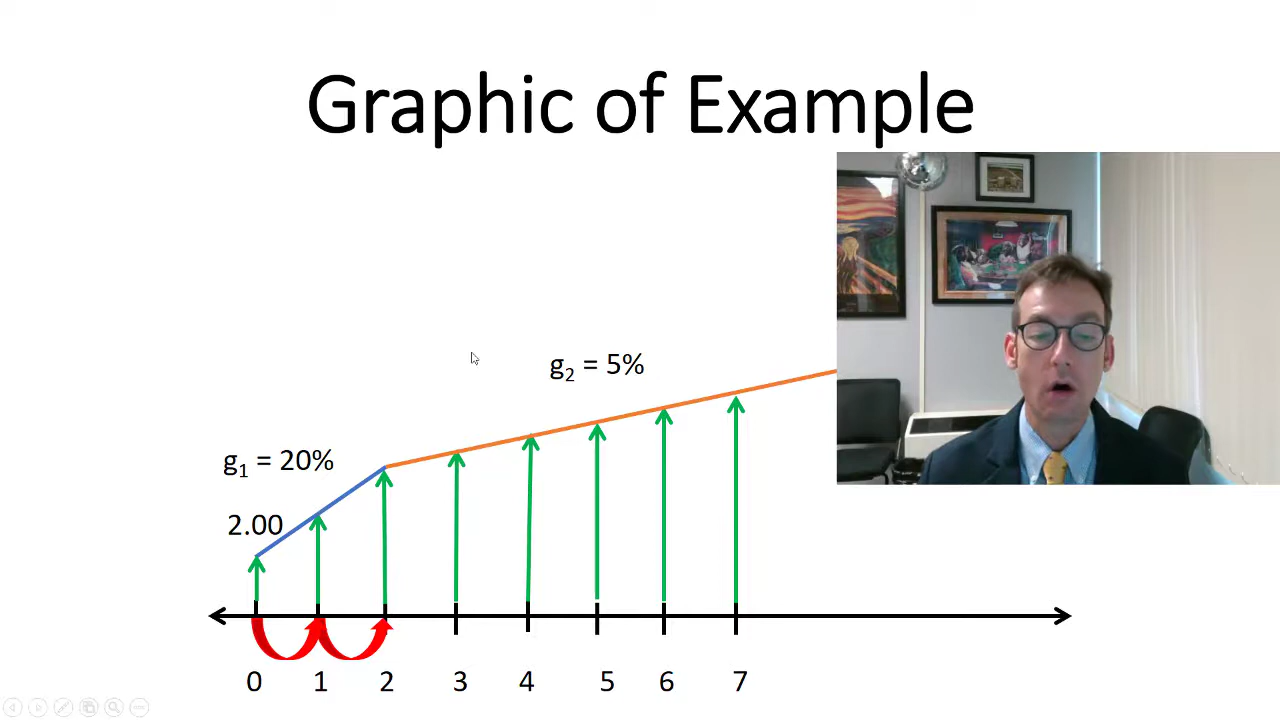 Graphic of Example
g₂ = 5%
g₁ = 20%
2.00
0 1 2 3 4 5 6 7